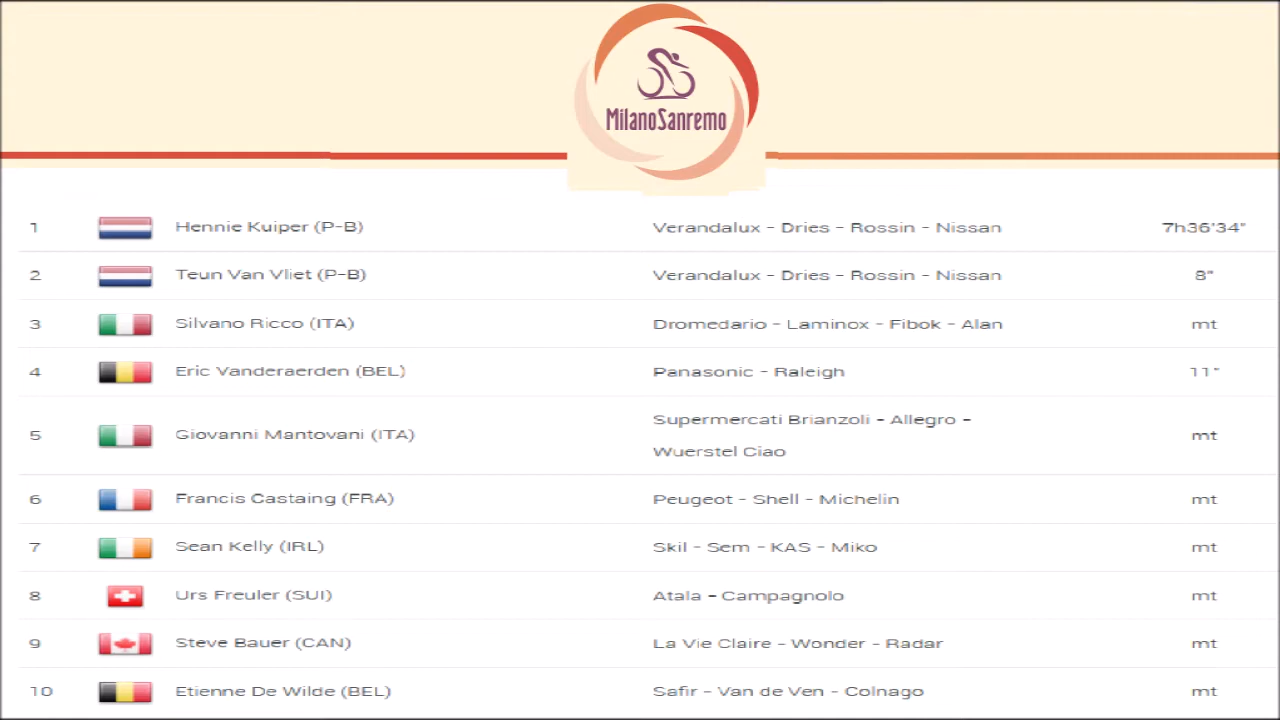 MilanoSanremo
1 Hennie Kuiper (P-B) Verandalux - Dries - Rossin - Nissan 7h36'34"
2 Teun Van Vliet (P-B) Verandalux - Dries - Rossin - Nissan 8"
3 Silvano Ricco (ITA) Dromedario - Laminox - Fibok - Alan mt
4 Eric Vanderaerden (BEL) Panasonic - Raleigh 11"
5 Giovanni Mantovani (ITA) Supermercati Brianzoli - Allegro - mt
Wuerstel Ciao
6 Francis Castaing (FRA) Peugeot - Shell - Michelin mt
7 Sean Kelly (IRL) Skil - Sem - KAS - Miko mt
8 Urs Freuler (SUI) Atala - Campagnolo mt
9 Steve Bauer (CAN) La Vie Claire - Wonder - Radar mt
10 Etienne De Wilde (BEL) Safir - Van de Ven - Colnago mt